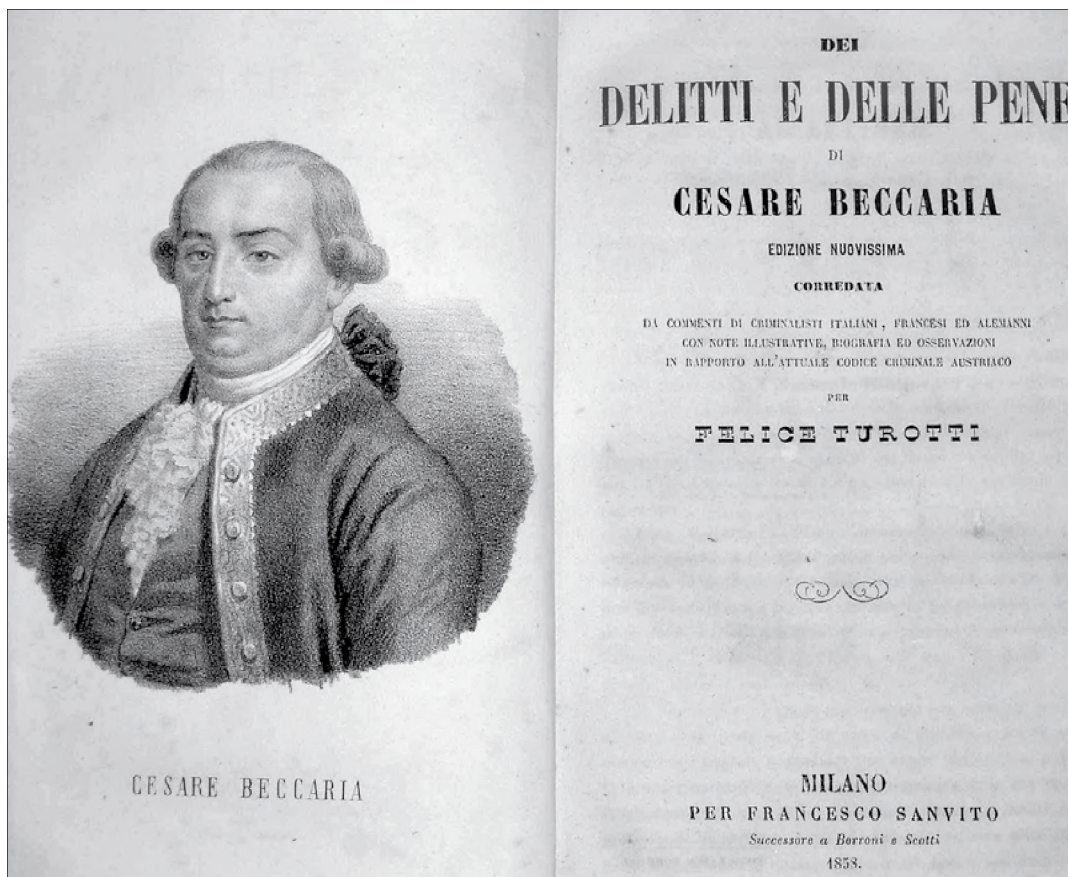 CESARE BECCARIA
DEI
DELITTI E DELLE PENE
DI
CESARE BECCARIA
EDIZIONE NUOVISSIMA
CORREDATA
DA COMMENTI DI CRIMINALISTI ITALIANI, FRANCESI ED ALEMANNI
CON NOTE ILLUSTRATIVE, BIOGRAFIA ED OSSERVAZIONI
IN RAPPORTO ALL'ATTUALE CODICE CRIMINALE AUSTRIACO
PER
FELICE TUROTTI
MILANO
PER FRANCESCO SANVITO
Successore a Borroni e Scotti
1858.